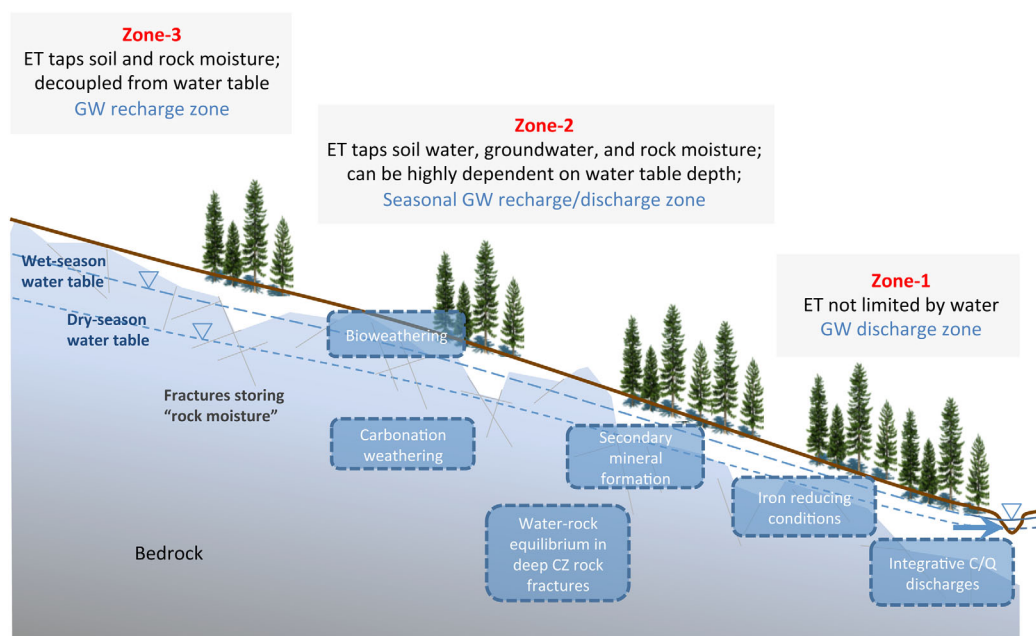 Zone-3
ET taps soil and rock moisture;
decoupled from water table
GW recharge zone
Zone-2
ET taps soil water, groundwater, and rock moisture;
can be highly dependent on water table depth;
Seasonal GW recharge/discharge zone
Zone-1
ET not limited by water
GW discharge zone
Wet-season
water table
Dry-season
water table
Fractures storing
“rock moisture”
Bioweathering
Carbonation
weathering
Secondary
mineral
formation
Water-rock
equilibrium in
deep CZ rock
fractures
Iron reducing
conditions
Integrative C/Q
discharges
Bedrock